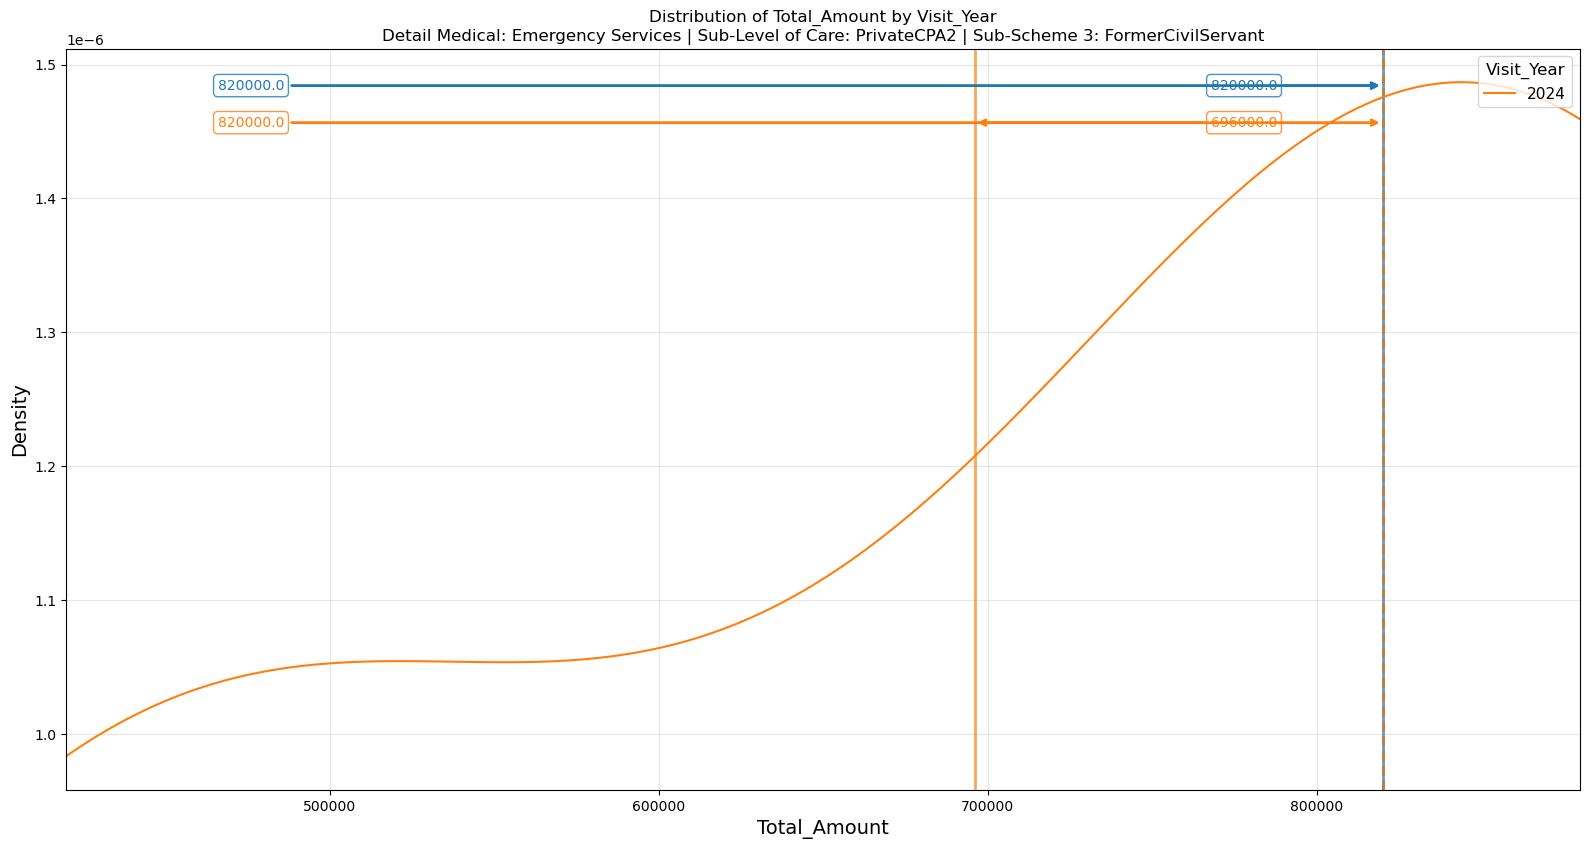 Distribution of Total_Amount by Visit_Year
Detail Medical: Emergency Services | Sub-Level of Care: PrivateCPA2 | Sub-Scheme 3: FormerCivilServant
1e−6
1.5
1.4
1.3
1.2
1.1
1.0
Density
820000.0
820000.0
820000.0
696000.0
Visit_Year
2024
500000
600000
700000
800000
Total_Amount